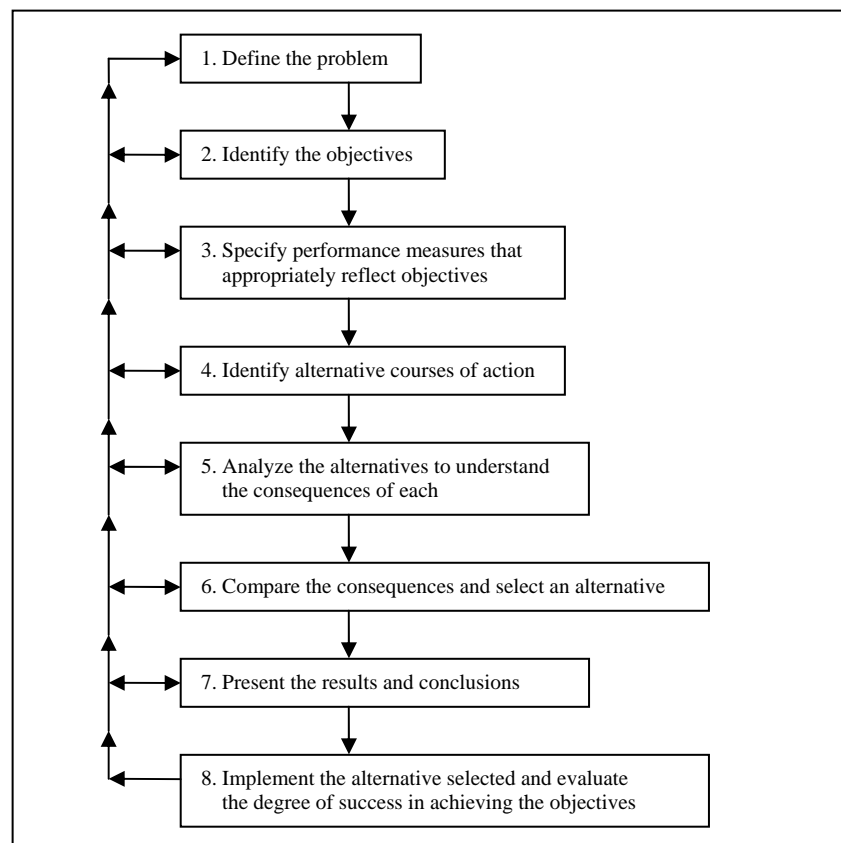 1. Define the problem
2. Identify the objectives
3. Specify performance measures that
appropriately reflect objectives
4. Identify alternative courses of action
5. Analyze the alternatives to understand
the consequences of each
6. Compare the consequences and select an alternative
7. Present the results and conclusions
8. Implement the alternative selected and evaluate
the degree of success in achieving the objectives